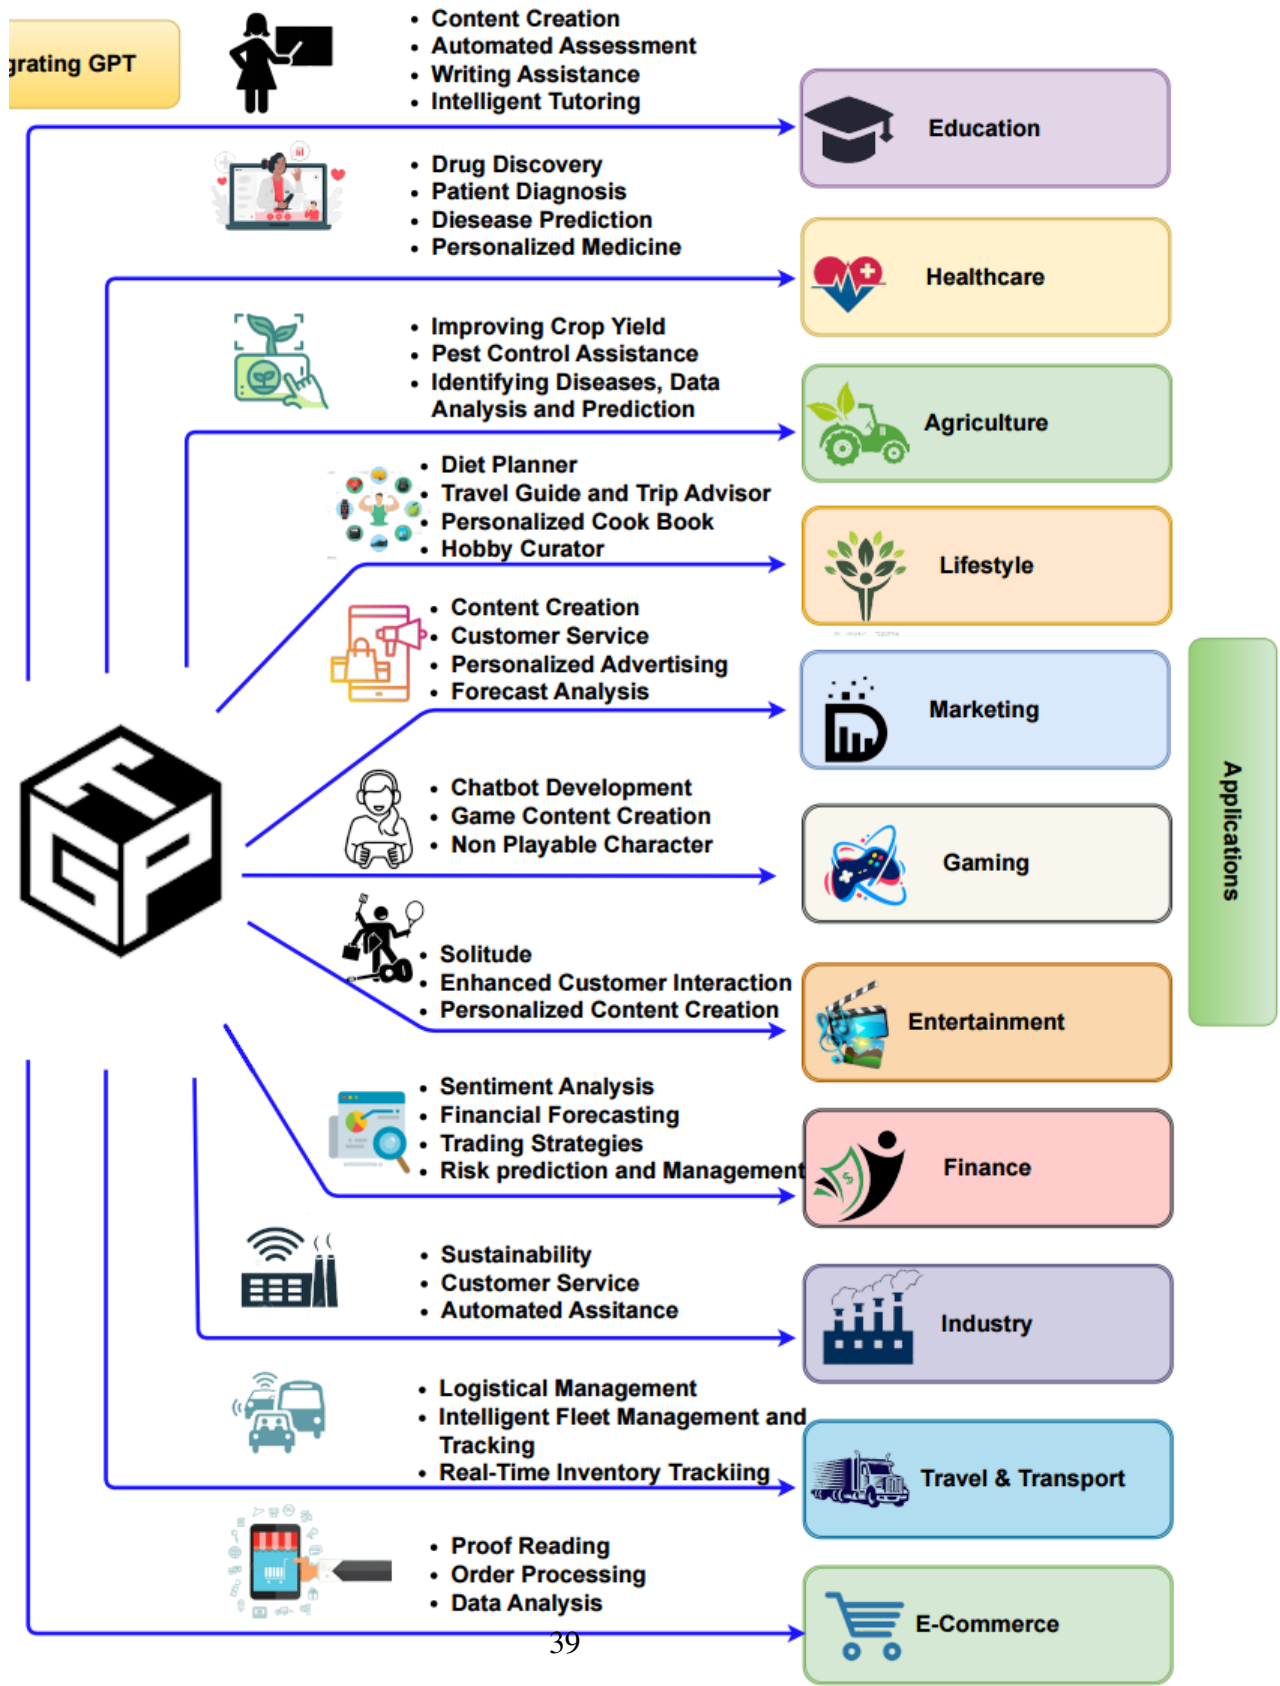 grating GPT
Content Creation
Automated Assessment
Writing Assistance
Intelligent Tutoring
Education
Drug Discovery
Patient Diagnosis
Diesease Prediction
Personalized Medicine
Healthcare
Improving Crop Yield
Pest Control Assistance
Identifying Diseases, Data
Analysis and Prediction
Agriculture
Diet Planner
Travel Guide and Trip Advisor
Personalized Cook Book
Hobby Curator
Lifestyle
Content Creation
Customer Service
Personalized Advertising
Forecast Analysis
Marketing
Applications
GPT
Chatbot Development
Game Content Creation
Non Playable Character
Gaming
Solitude
Enhanced Customer Interaction
Personalized Content Creation
Entertainment
Sentiment Analysis
Financial Forecasting
Trading Strategies
Risk prediction and Management
Finance
Sustainability
Customer Service
Automated Assitance
Industry
Logistical Management
Intelligent Fleet Management and
Tracking
Real-Time Inventory Trackiing
Travel & Transport
Proof Reading
Order Processing
Data Analysis
E-Commerce
39